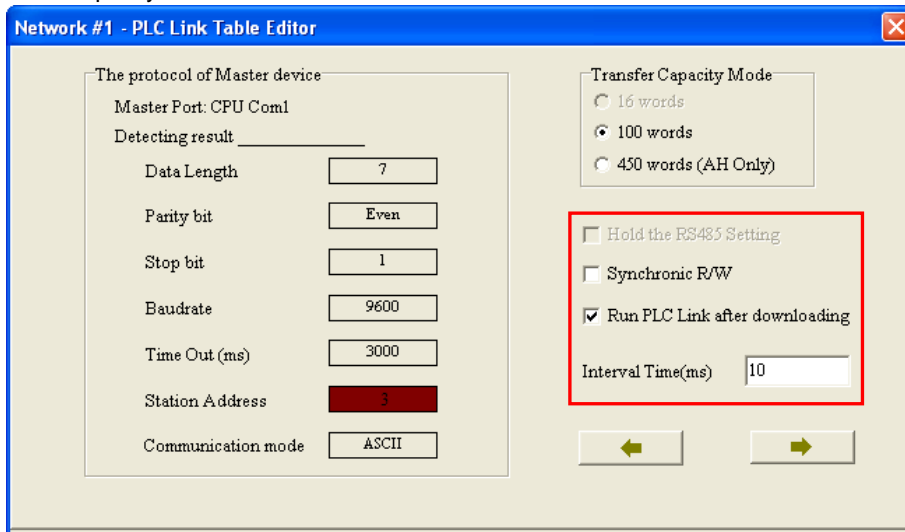 Network #1 - PLC Link Table Editor
The protocol of Master device
Master Port: CPU Com1
Detecting result
Data Length 7
Parity bit Even
Stop bit 1
Baudrate 9600
Time Out (ms) 3000
Station Address 3
Communication mode ASCII
Transfer Capacity Mode
16 words
100 words
450 words (AH Only)
Hold the RS485 Setting
Synchronic R/W
Run PLC Link after downloading
Interval Time(ms) 10